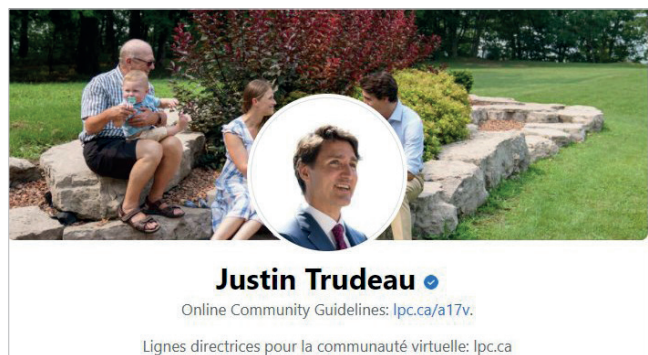 Justin Trudeau
Online Community Guidelines: lpc.ca/a17v.
Lignes directrices pour la communauté virtuelle: lpc.ca